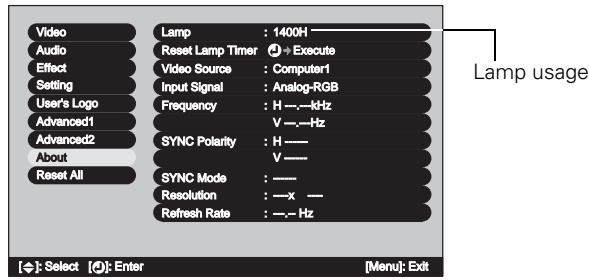 Video
Audio
Effect
Setting
User's Logo
Advanced1
Advanced2
About
Reset All
Lamp : 1400H
Reset Lamp Timer Execute
Video Source : Computer1
Input Signal : Analog-RGB
Frequency : H ---.---kHz
V ---.---Hz
SYNC Polarity : H ------
V ------
SYNC Mode : ------
Resolution : ----x ----
Refresh Rate : ---.-- Hz
[ ]: Select [ ]: Enter [Menu]: Exit
Lamp usage